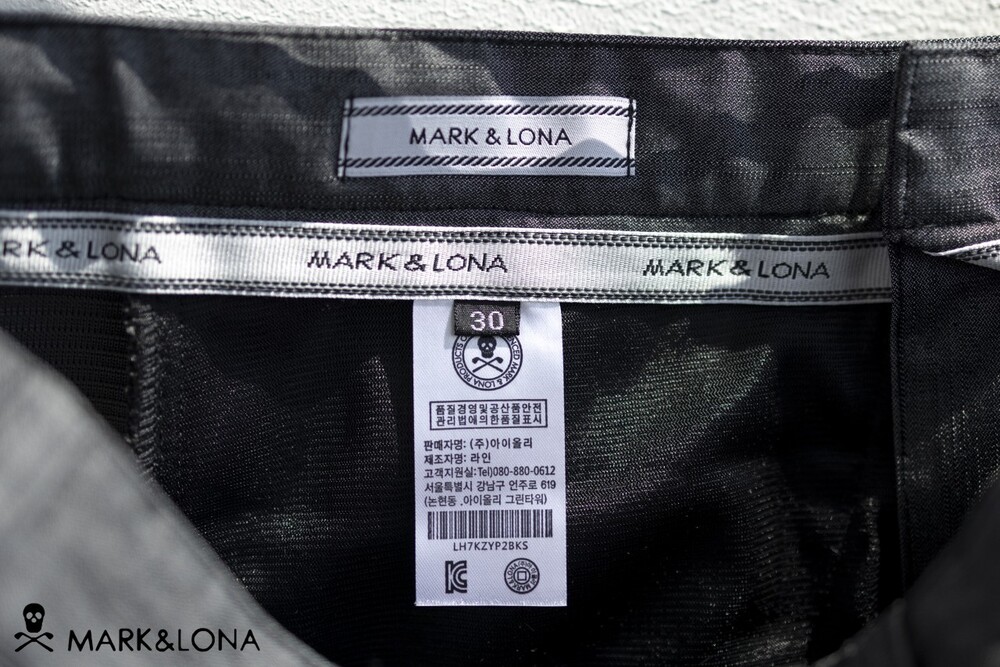 MARK & LONA
RK & LONA
MARK & LONA
MARK & LONA
30
품질경영및공산품안전
관리법애의한품질표시
판매자명: (주)아이올리
제조자명: 라인
고객지원실:Tel)080-880-0612
서울특별시 강남구 언주로 619
(논현동 .아이올리 그린타워)
LH7KZYP2BKS
MARK&LONA